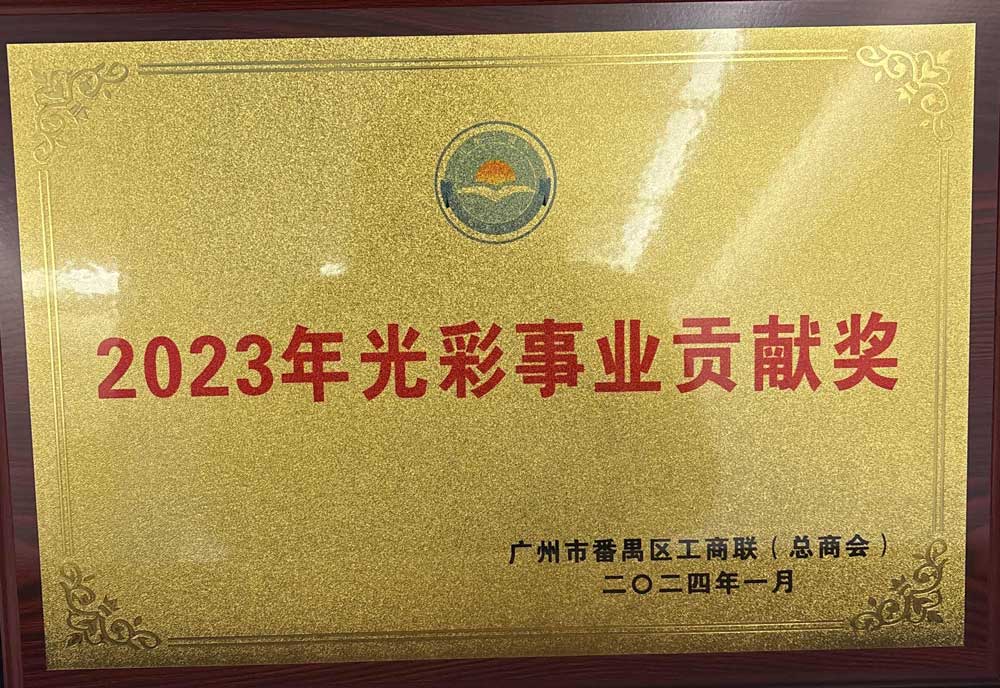 2023年光彩事业贡献奖
广州市番禺区工商联（总商会）
二〇二四年一月